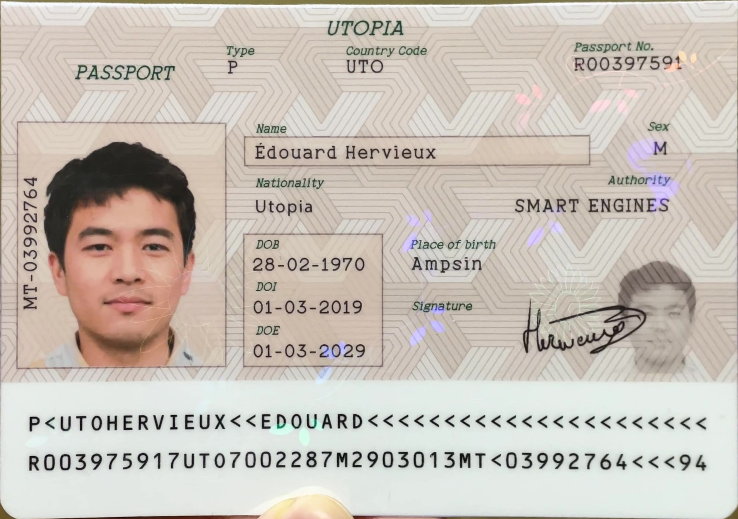 UTOPIA
PASSPORT
Type
P
Country Code
UTO
Passport No.
R00397591
Name
Édouard Hervieux
Sex
M
Nationality
Utopia
Authority
SMART ENGINES
DOB
28-02-1970
Place of birth
Ampsin
DOI
01-03-2019
Signature
DOE
01-03-2029
MT-03992764
P<UTOHERVIEUX<<EDOUARD<<<<<<<<<<<<<<<<<<<<<<
R003975917UTO7002287M2903013MT<03992764<<<94